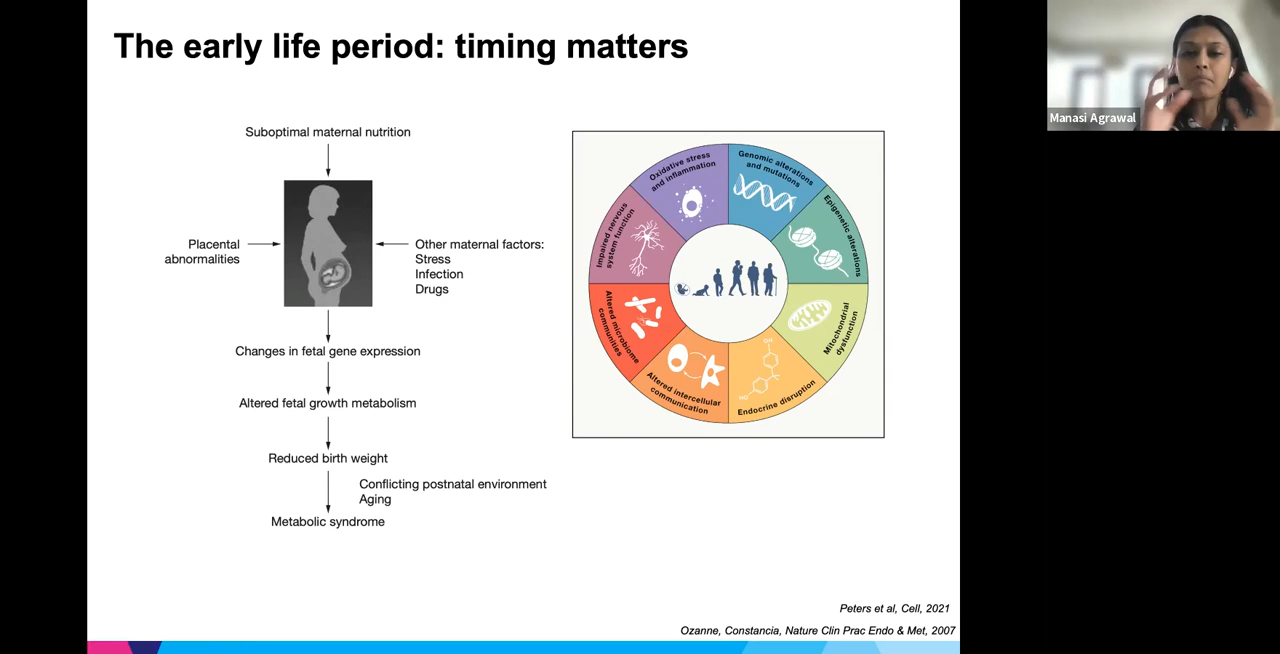 The early life period: timing matters
Manasi Agrawal
Suboptimal maternal nutrition
Placental
abnormalities
Other maternal factors:
Stress
Infection
Drugs
Changes in fetal gene expression
Altered fetal growth metabolism
Reduced birth weight
Conflicting postnatal environment
Aging
Metabolic syndrome
Oxidative stress
and inflammation
Genomic alterations
and mutations
Epigenetic alterations
Mitochondrial
dysfunction
OH
HO
Endocrine disruption
Altered intercellular
communication
Altered microbiome
communities
Impaired nervous
system function
Peters et al, Cell, 2021
Ozanne, Constancia, Nature Clin Prac Endo & Met, 2007